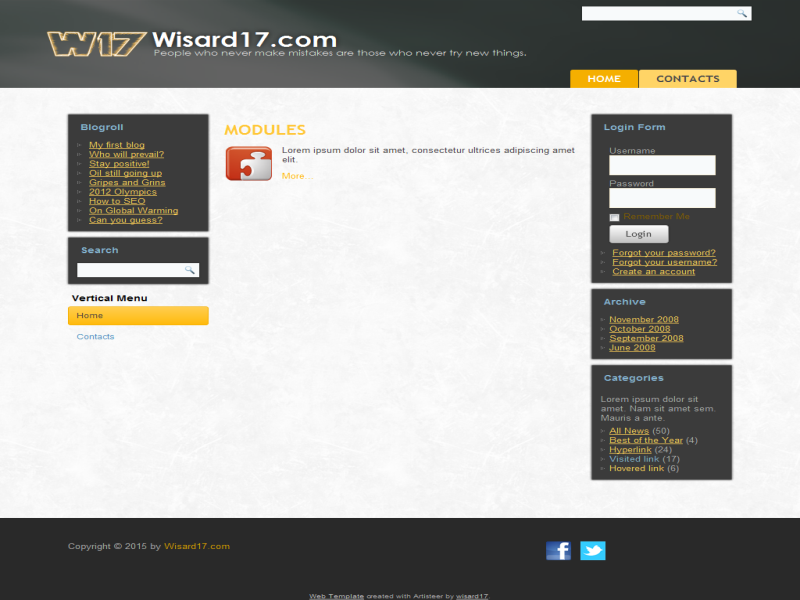 W17 Wisard17.com
People who never make mistakes are those who never try new things.
HOME CONTACTS
Blogroll
My first blog
Who will prevail?
Stay positive!
Oil still going up
Gripes and Grins
2012 Olympics
How to SEO
On Global Warming
Can you guess?
Search
Vertical Menu
Home
Contacts
MODULES
Lorem ipsum dolor sit amet, consectetur ultrices adipiscing amet
elit.
More...
Login Form
Username
Password
Remember Me
Login
Forgot your password?
Forgot your username?
Create an account
Archive
November 2008
October 2008
September 2008
June 2008
Categories
Lorem ipsum dolor sit
amet. Nam sit amet sem.
Mauris a ante.
All News (50)
Best of the Year (4)
Hyperlink (24)
Visited link (17)
Hovered link (6)
Copyright © 2015 by Wisard17.com
f
Web Template created with Artisteer by wisard17